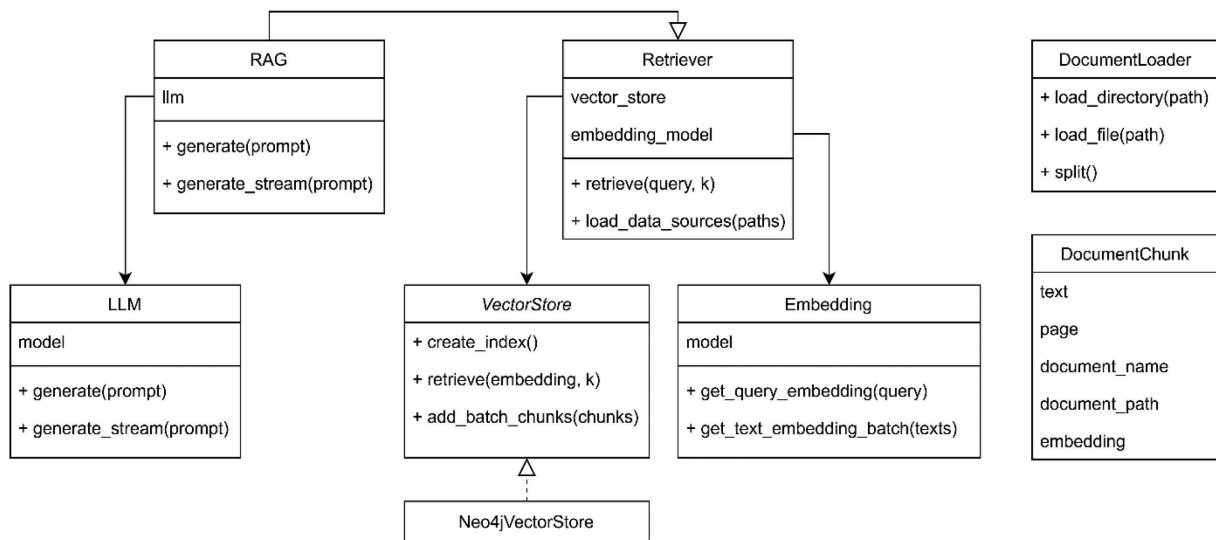 RAG
llm
+ generate(prompt)
+ generate_stream(prompt)
Retriever
vector_store
embedding_model
+ retrieve(query, k)
+ load_data_sources(paths)
DocumentLoader
+ load_directory(path)
+ load_file(path)
+ split()
LLM
model
+ generate(prompt)
+ generate_stream(prompt)
VectorStore
+ create_index()
+ retrieve(embedding, k)
+ add_batch_chunks(chunks)
Embedding
model
+ get_query_embedding(query)
+ get_text_embedding_batch(texts)
DocumentChunk
text
page
document_name
document_path
embedding
Neo4jVectorStore